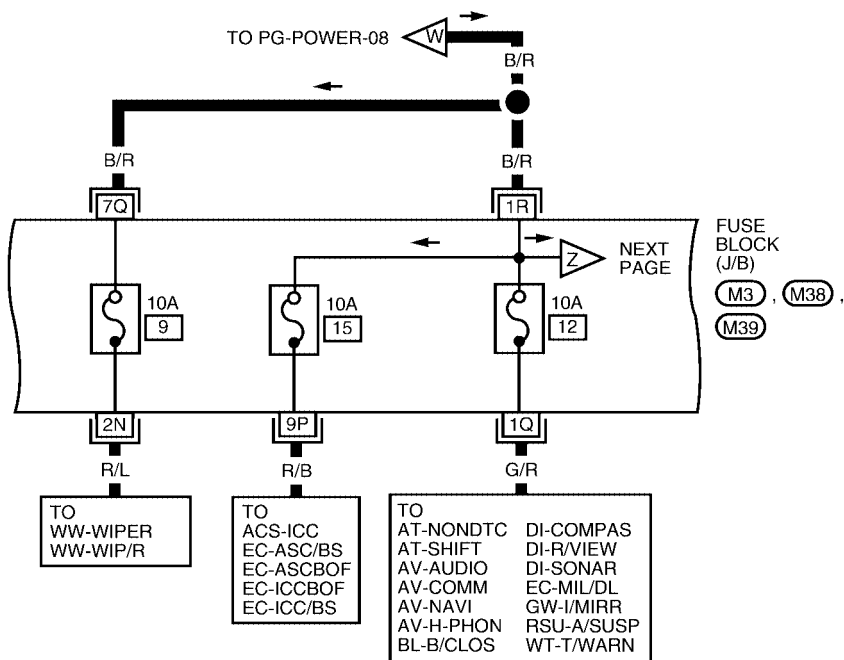 TO PG-POWER-08
W
B/R
B/R
B/R
7Q
1R
FUSE
BLOCK
(J/B)
M3 , M38 ,
M39
Z
NEXT
PAGE
10A
9
10A
15
10A
12
2N
9P
1Q
R/L
R/B
G/R
TO
WW-WIPER
WW-WIP/R
TO
ACS-ICC
EC-ASC/BS
EC-ASCBOF
EC-ICCBOF
EC-ICC/BS
TO
AT-NONDTC DI-COMPAS
AT-SHIFT DI-R/VIEW
AV-AUDIO DI-SONAR
AV-COMM EC-MIL/DL
AV-NAVI GW-I/MIRR
AV-H-PHON RSU-A/SUSP
BL-B/CLOS WT-T/WARN